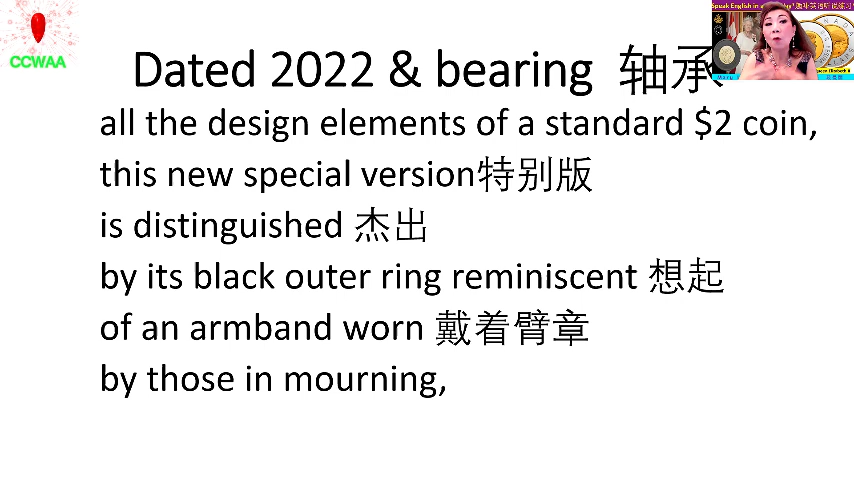 CCWAA
Dated 2022 & bearing 轴承
all the design elements of a standard $2 coin,
this new special version特别版
is distinguished 杰出
by its black outer ring reminiscent 想起
of an armband worn 戴着臂章
by those in mourning,